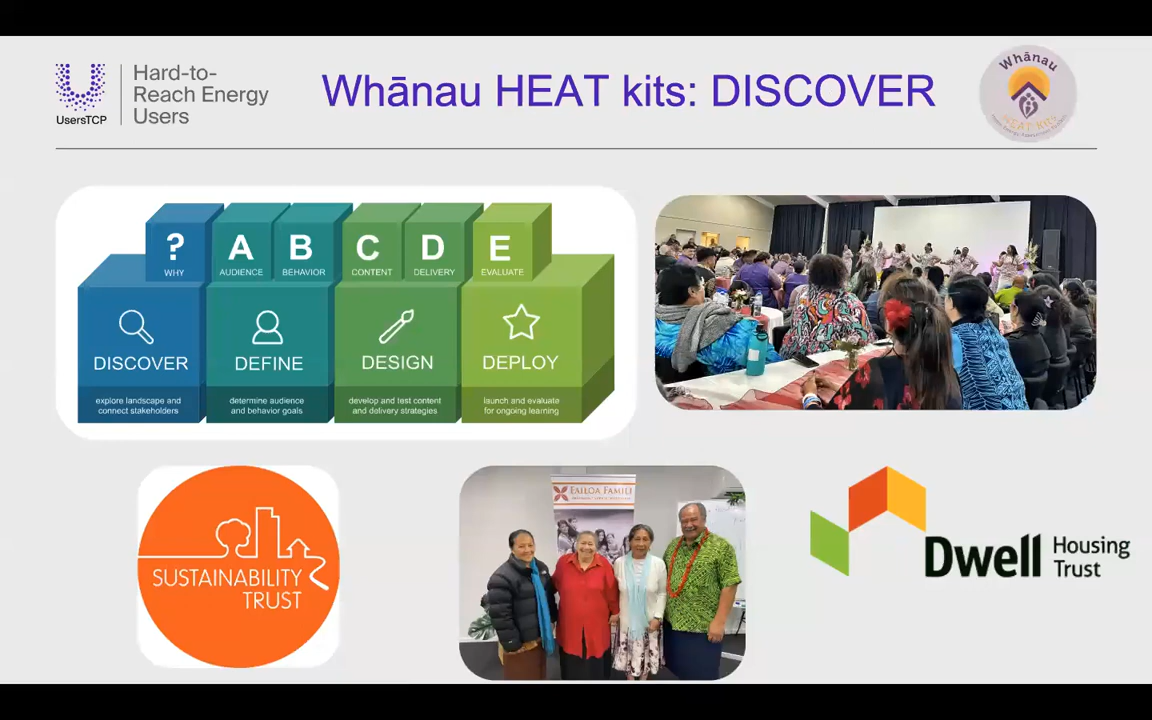 UsersTCP
Hard-to-
Reach Energy
Users
Whānau HEAT kits: DISCOVER
Whānau
HEAT Kits
?
WHY
A
AUDIENCE
B
BEHAVIOR
C
CONTENT
D
DELIVERY
E
EVALUATE
DISCOVER
explore landscape and
connect stakeholders
DEFINE
determine audience
and behavior goals
DESIGN
develop and test content
and delivery strategies
DEPLOY
launch and evaluate
for ongoing learning
SUSTAINABILITY
TRUST
FAILOA FAMILI
Dwell Housing
Trust